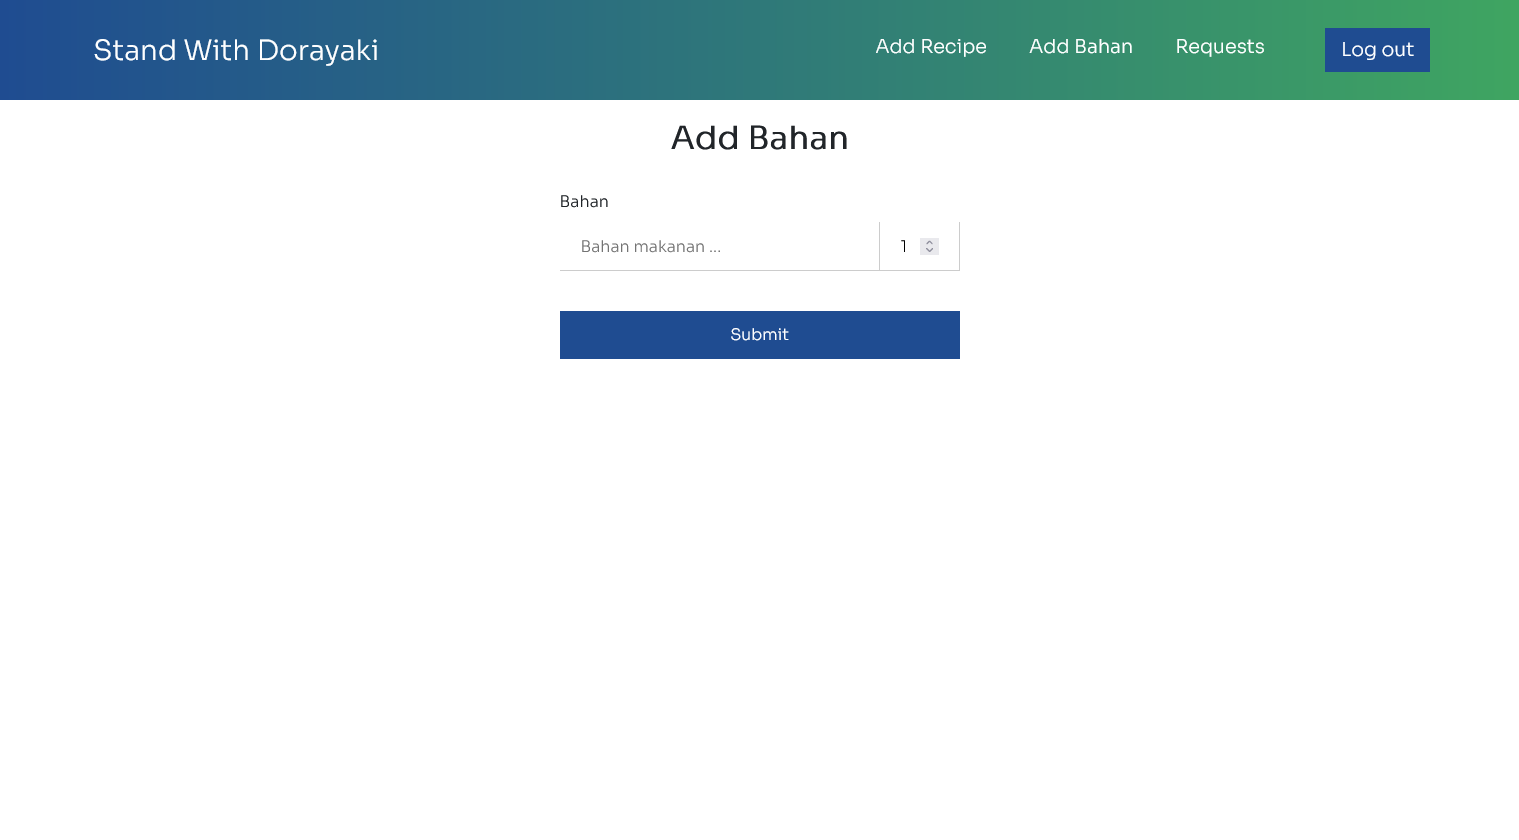 Stand With Dorayaki
Add Recipe Add Bahan Requests Log out
Add Bahan
Bahan
Bahan makanan ... 1
Submit